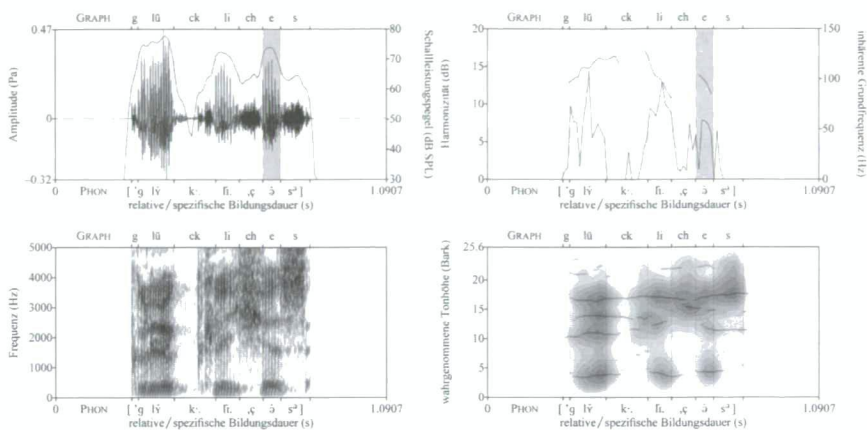 GRAPH g lü ck li ch e s
0.47
0
-0.32
80
70
60
50
40
30
Amplitude (Pa)
Schallleistungspegel (dB SPL)
0 PHON 1.0907
relative/spezifische Bildungsdauer (s)
GRAPH g lü ck li ch e s
20
15
10
5
0
150
100
50
0
Harmonizität (dB)
inhärente Grundfrequenz (Hz)
0 PHON 1.0907
relative/spezifische Bildungsdauer (s)
GRAPH g lü ck li ch e s
5000
4000
3000
2000
1000
0
Frequenz (Hz)
0 PHON 1.0907
relative/spezifische Bildungsdauer (s)
GRAPH g lü ck li ch e s
25.6
20
15
10
5
0
wahrgenommene Tonhöhe (Bark)
0 PHON 1.0907
relative/spezifische Bildungsdauer (s)